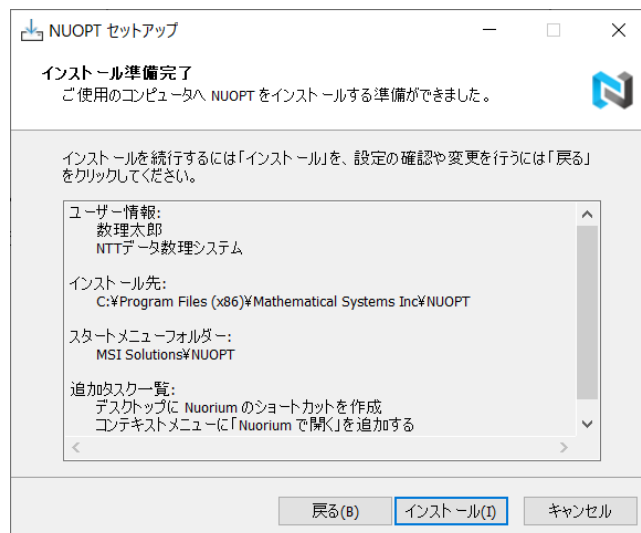 NUOPT セットアップ
インストール準備完了
ご使用のコンピュータへ NUOPT をインストールする準備ができました。
インストールを続行するには「インストール」を、設定の確認や変更を行うには「戻る」
をクリックしてください。
ユーザー情報:
数理太郎
NTTデータ数理システム
インストール先:
C:¥Program Files (x86)¥Mathematical Systems Inc¥NUOPT
スタートメニューフォルダー:
MSI Solutions¥NUOPT
追加タスク一覧:
デスクトップに Nuorium のショートカットを作成
コンテキストメニューに「Nuorium で開く」を追加する
戻る(B) インストール(I) キャンセル